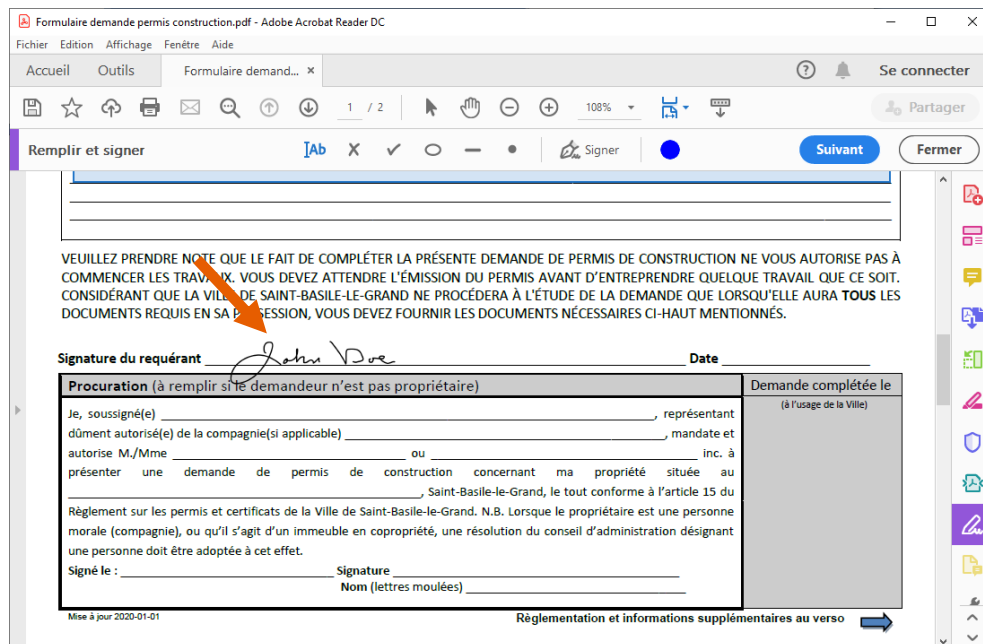 Formulaire demande permis construction.pdf - Adobe Acrobat Reader DC
Fichier Edition Affichage Fenêtre Aide
Accueil Outils Formulaire demand... × Se connecter
1 / 2 108% Partager
Remplir et signer Ab Signer Suivant Fermer
VEUILLEZ PRENDRE NOTE QUE LE FAIT DE COMPLÉTER LA PRÉSENTE DEMANDE DE PERMIS DE CONSTRUCTION NE VOUS AUTORISE PAS À
COMMENCER LES TRAVAUX. VOUS DEVEZ ATTENDRE L'ÉMISSION DU PERMIS AVANT D'ENTREPRENDRE QUELQUE TRAVAIL QUE CE SOIT.
CONSIDÉRANT QUE LA VILLE DE SAINT-BASILE-LE-GRAND NE PROCÉDERA À L'ÉTUDE DE LA DEMANDE QUE LORSQU'ELLE AURA TOUS LES
DOCUMENTS REQUIS EN SA POSSESSION, VOUS DEVEZ FOURNIR LES DOCUMENTS NÉCESSAIRES CI-HAUT MENTIONNÉS.
Signature du requérant John Doe Date
Procuration (à remplir si le demandeur n'est pas propriétaire) Demande complétée le
(à l'usage de la Ville)
Je, soussigné(e) , représentant
dûment autorisé(e) de la compagnie(si applicable) , mandate et
autorise M./Mme ou inc. à
présenter une demande de permis de construction concernant ma propriété située au
, Saint-Basile-le-Grand, le tout conforme à l'article 15 du
Règlement sur les permis et certificats de la Ville de Saint-Basile-le-Grand. N.B. Lorsque le propriétaire est une personne
morale (compagnie), ou qu'il s'agit d'un immeuble en copropriété, une résolution du conseil d'administration désignant
une personne doit être adoptée à cet effet.
Signé le : Signature
Nom (lettres moulées)
Mise à jour 2020-01-01 Règlementation et informations supplémentaires au verso